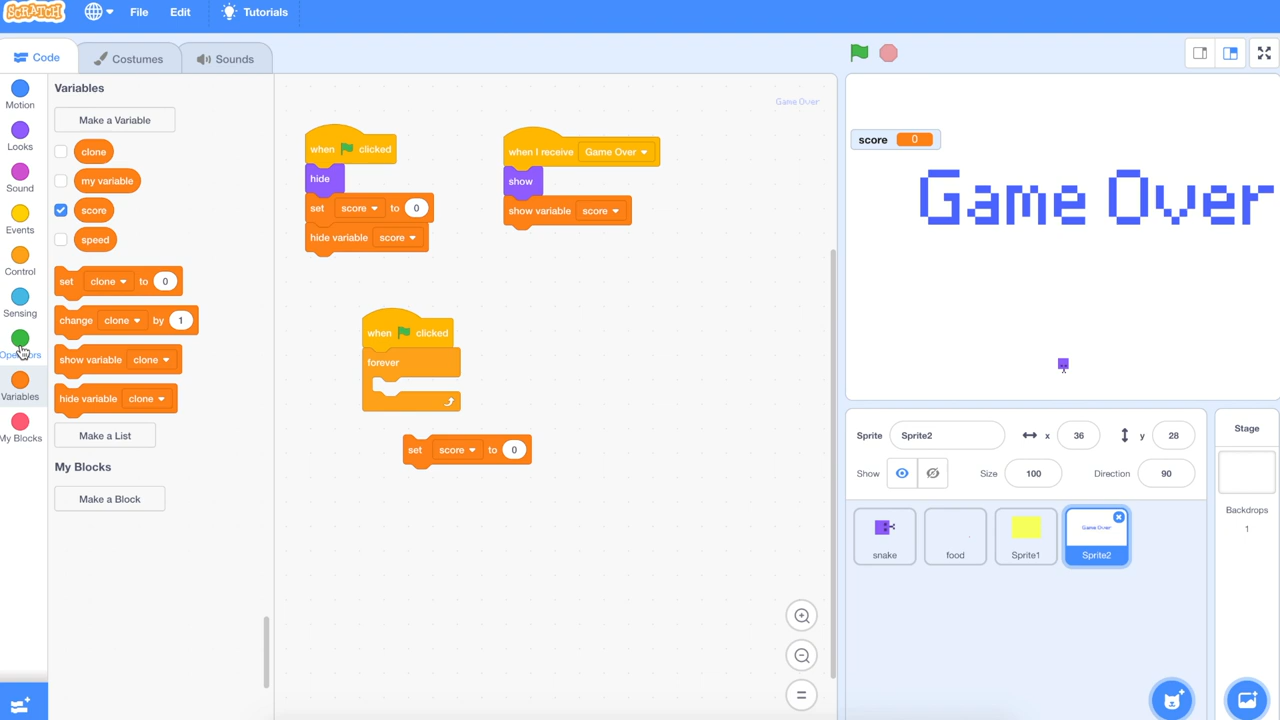 SCRATCH File Edit Tutorials
Code Costumes Sounds
Motion
Looks
Sound
Events
Control
Sensing
Operators
Variables
My Blocks
Variables
Make a Variable
clone
my variable
score
speed
set clone to 0
change clone by 1
show variable clone
hide variable clone
Make a List
My Blocks
Make a Block
when clicked
hide
set score to 0
hide variable score
when I receive Game Over
show
show variable score
when clicked
forever
set score to 0
Game Over
score 0
Game Over
Sprite Sprite2 x 36 y 28
Show Size 100 Direction 90
snake food Sprite1 Sprite2
Game Over
Stage
Backdrops
1